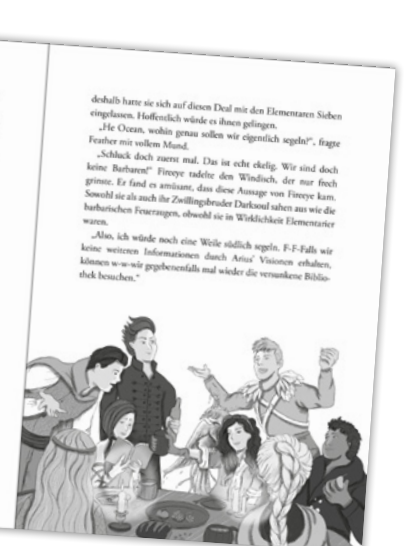 deshalb hatte sie sich auf diesen Deal mit den Elementaren Sieben
eingelassen. Hoffentlich würde es ihnen gelingen.
„He Ocean, wohin genau sollen wir eigentlich segeln?“, fragte
Feather mit vollem Mund.
„Schluck doch zuerst mal. Das ist echt ekelig. Wir sind doch
keine Barbaren!“ Fireeye tadelte den Windisch, der nur frech
grinste. Er fand es amüsant, dass diese Aussage von Fireeye kam.
Sowohl sie als auch ihr Zwillingsbruder Darksoul sahen aus wie die
barbarischen Feueraugen, obwohl sie in Wirklichkeit Elementarier
waren.
„Also, ich würde noch eine Weile südlich segeln. F-F-Falls wir
keine weiteren Informationen durch Arius’ Visionen erhalten,
können w-w-wir gegebenenfalls mal wieder die versunkene Biblio-
thek besuchen.“